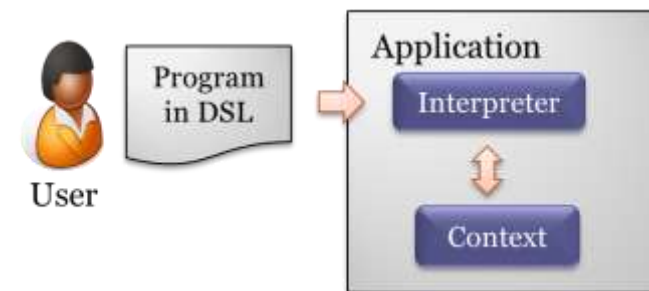 User
Program
in DSL
Application
Interpreter
Context